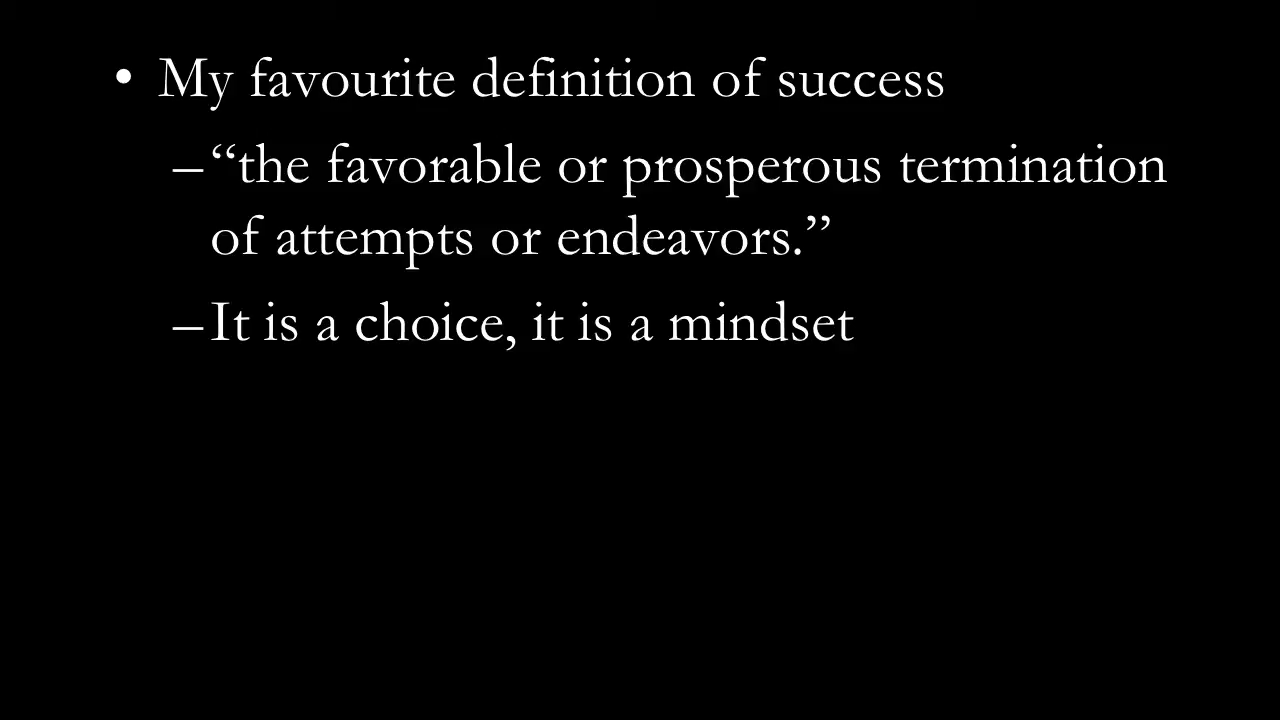 • My favourite definition of success
–“the favorable or prosperous termination
of attempts or endeavors.”
–It is a choice, it is a mindset